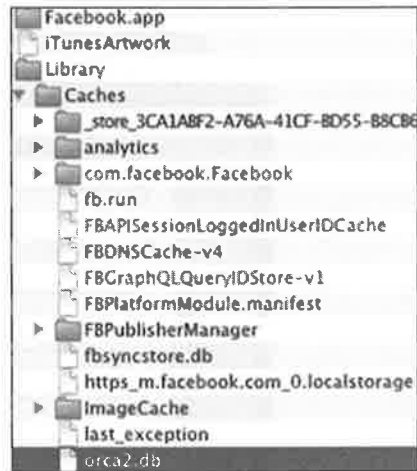 Facebook.app
iTunesArtwork
Library
Caches
_store_3CA1A8F2-A76A-41CF-BD55-B8CB6
analytics
com.facebook.Facebook
fb.run
FBAPISessionLoggedInUserIDCache
FBDNSCache-v4
FBGraphQLQueryIDStore-v1
FBPlatformModule.manifest
FBPublisherManager
fbsyncstore.db
https_m.facebook.com_0.localstorage
ImageCache
last_exception
orca2.db